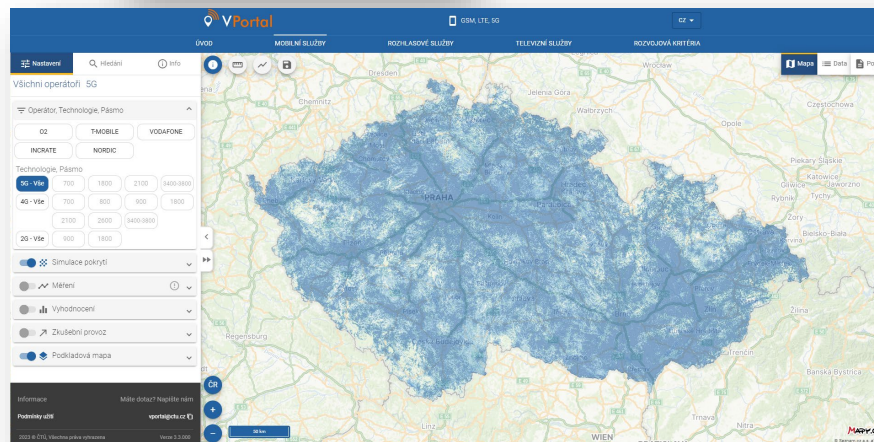 VPortal
GSM, LTE, 5G
CZ
ÚVOD
MOBILNÍ SLUŽBY
ROZHLASOVÉ SLUŽBY
TELEVIZNÍ SLUŽBY
ROZVOJOVÁ KRITÉRIA
Nastavení
Hledání
Info
Všichni operátoři 5G
Operátor, Technologie, Pásmo
O2 T-MOBILE VODAFONE
INCRATE NORDIC
Technologie, Pásmo
5G - Vše 700 1800 2100 3400-3800
4G - Vše 700 800 900 1800
2100 2600 3400-3800
2G - Vše 900 1800
Simulace pokrytí
Měření
Vyhodnocení
Zkušební provoz
Podkladová mapa
Informace
Máte dotaz? Napište nám
Podmínky užití
vportal@ctu.cz
2023 © ČTÚ, Všechna práva vyhrazena
Verze 3.3.000
Mapa
Data
Po
Dresden
Chemnitz
Jelenia Góra
Wałbrzych
Wrocław
Opole
Częstochowa
Piekary Śląskie
Katowice
Gliwice
Jaworzno
Rybnik
Tychy
Żory
Bielsko-Biała
PRAHA
Žilina
Regensburg
Trenčín
Banská Bystrica
Linz
Trnava
Nitra
WIEN
ČR
30 km